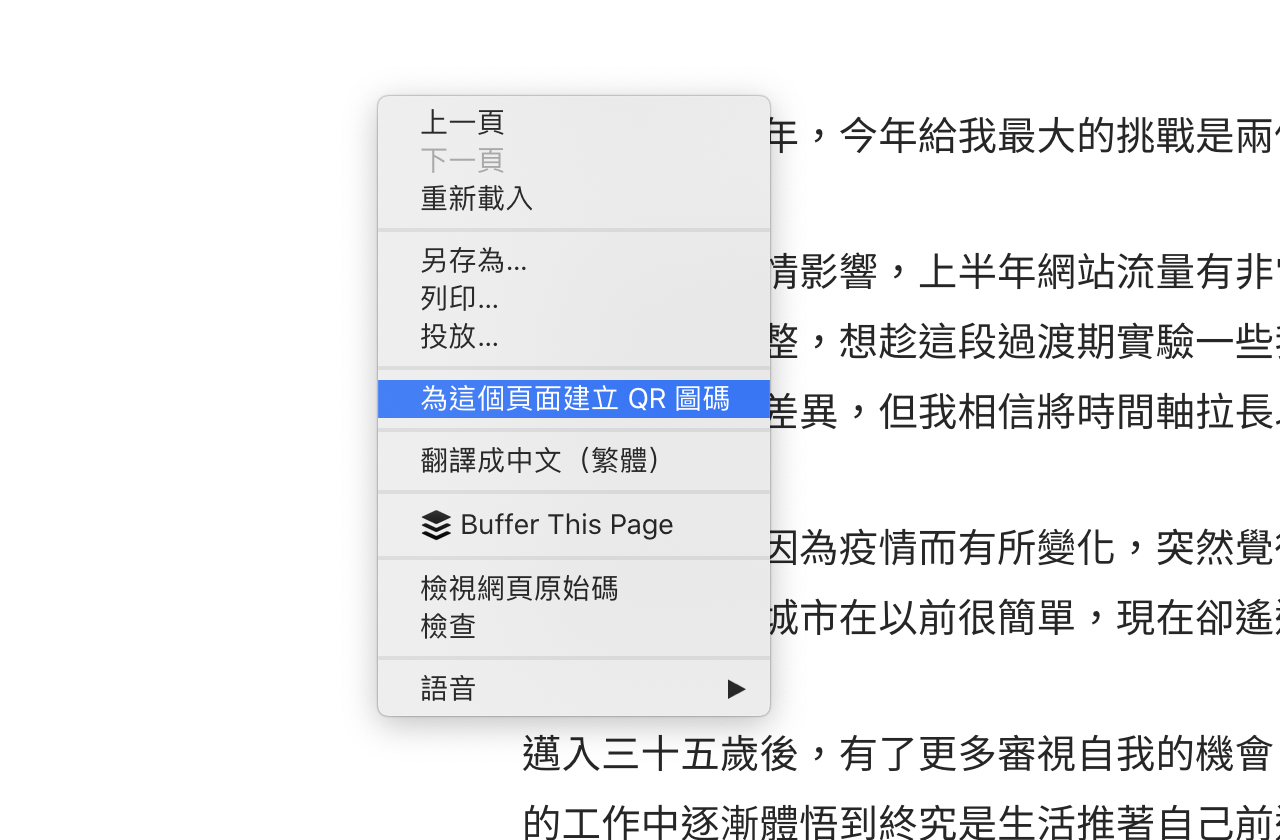 上一頁
下一頁
重新載入
另存為...
列印...
投放...
為這個頁面建立 QR 圖碼
翻譯成中文（繁體）
Buffer This Page
檢視網頁原始碼
檢查
語音
年，今年給我最大的挑戰是兩
情影響，上半年網站流量有非
整，想趁這段過渡期實驗一些
差異，但我相信將時間軸拉長
因為疫情而有所變化，突然覺
城市在以前很簡單，現在卻遙
邁入三十五歲後，有了更多審視自我的機會
的工作中逐漸體悟到終究是生活推著自己前